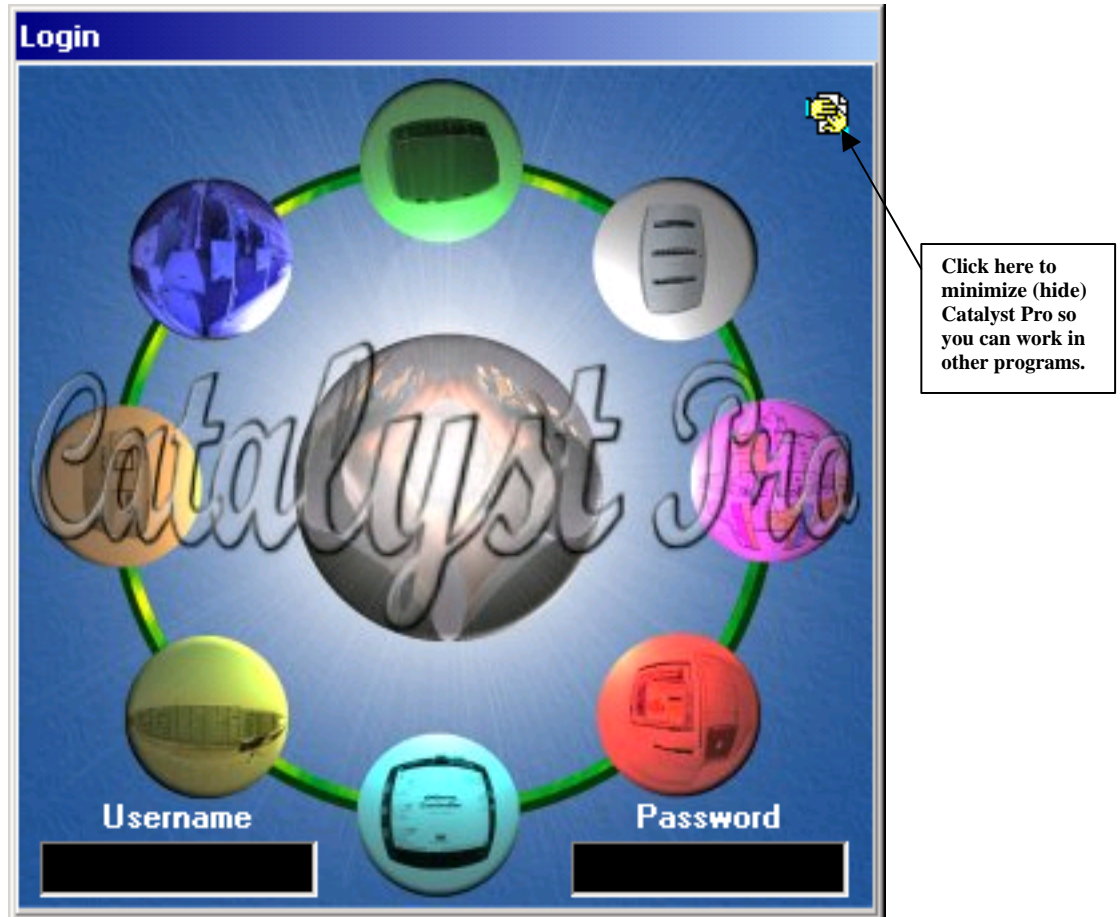 Login
Click here to
minimize (hide)
Catalyst Pro so
you can work in
other programs.
Catalyst Pro
Username
Password